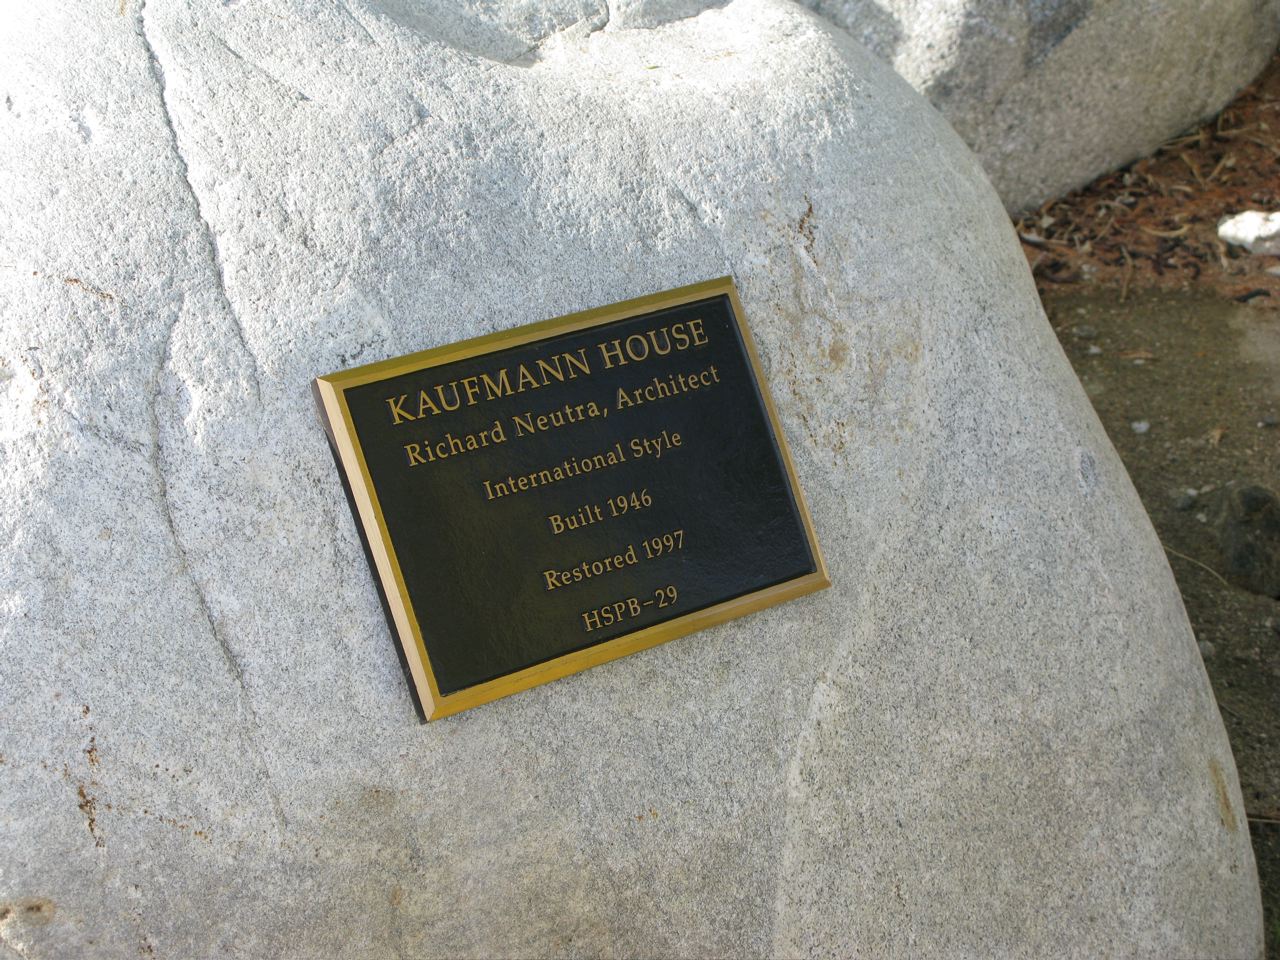 KAUFMANN HOUSE
Richard Neutra, Architect
International Style
Built 1946
Restored 1997
HSPB-29